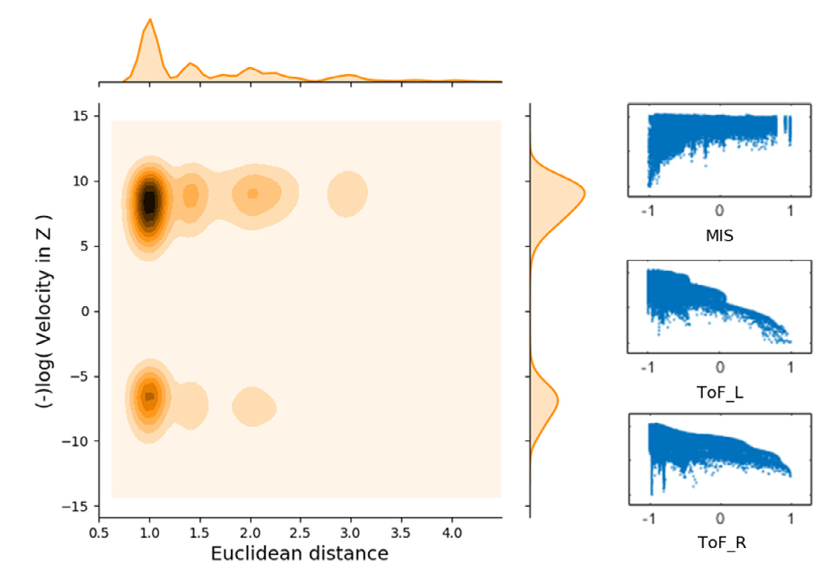 15
10
5
0
−5
−10
−15
(-)log( Velocity in Z )
0.5 1.0 1.5 2.0 2.5 3.0 3.5 4.0
Euclidean distance
-1 0 1
MIS
-1 0 1
ToF_L
-1 0 1
ToF_R